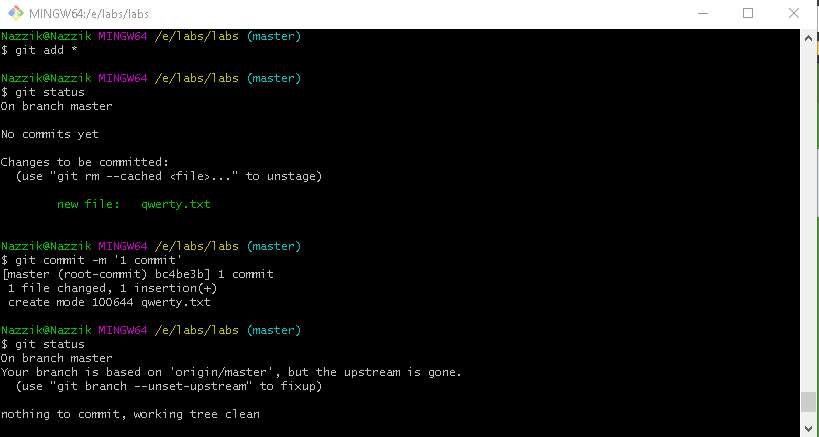 MINGW64:/e/labs/labs
Nazzik@Nazzik MINGW64 /e/labs/labs (master)
$ git add *
Nazzik@Nazzik MINGW64 /e/labs/labs (master)
$ git status
On branch master
No commits yet
Changes to be committed:
  (use "git rm --cached <file>..." to unstage)
        new file:   qwerty.txt
Nazzik@Nazzik MINGW64 /e/labs/labs (master)
$ git commit -m '1 commit'
[master (root-commit) bc4be3b] 1 commit
 1 file changed, 1 insertion(+)
 create mode 100644 qwerty.txt
Nazzik@Nazzik MINGW64 /e/labs/labs (master)
$ git status
On branch master
Your branch is based on 'origin/master', but the upstream is gone.
  (use "git branch --unset-upstream" to fixup)
nothing to commit, working tree clean